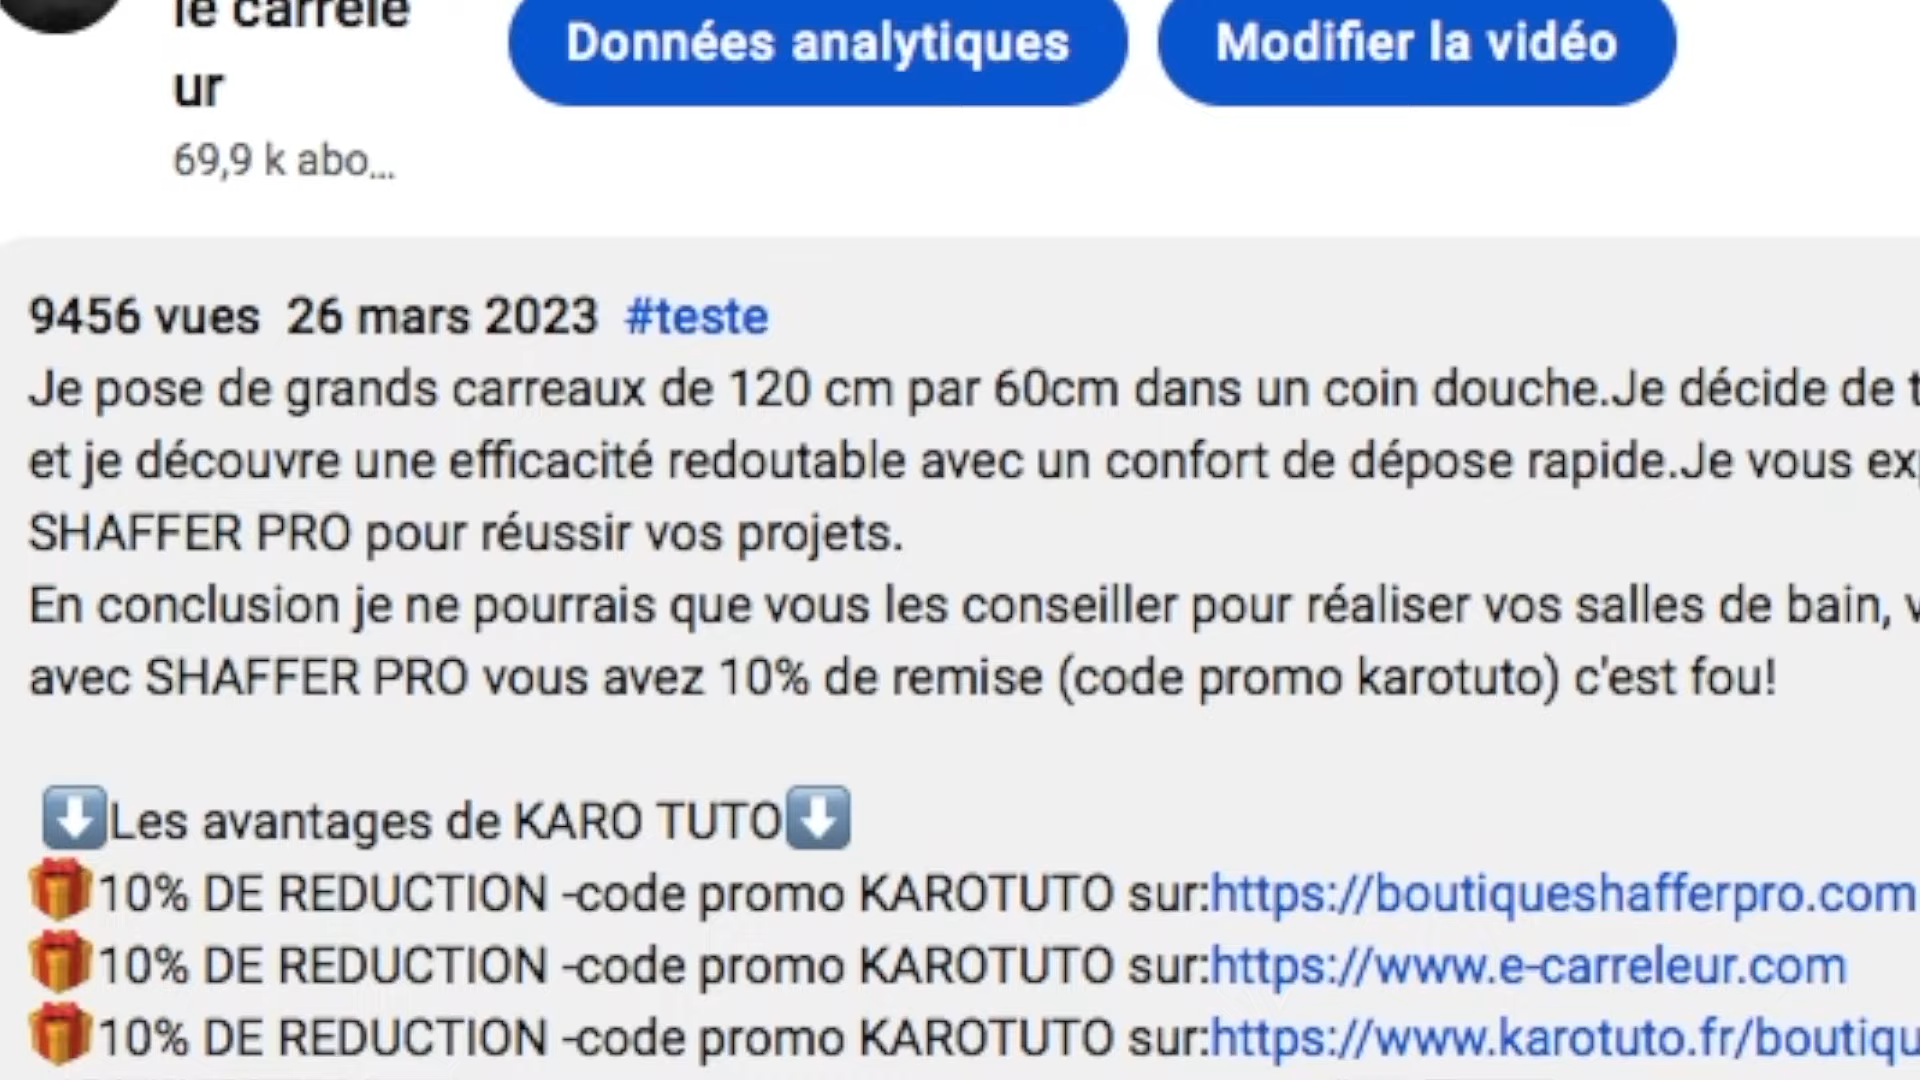 le carrele
ur
Données analytiques
Modifier la vidéo
69,9 k abo...
9456 vues 26 mars 2023 #teste
Je pose de grands carreaux de 120 cm par 60cm dans un coin douche.Je décide de
et je découvre une efficacité redoutable avec un confort de dépose rapide.Je vous
SHAFFER PRO pour réussir vos projets.
En conclusion je ne pourrais que vous les conseiller pour réaliser vos salles de bain,
avec SHAFFER PRO vous avez 10% de remise (code promo karotuto) c'est fou!
⬇️Les avantages de KARO TUTO⬇️
🎁10% DE REDUCTION -code promo KAROTUTO sur:https://boutiqueshafferpro.com
🎁10% DE REDUCTION -code promo KAROTUTO sur:https://www.e-carreleur.com
🎁10% DE REDUCTION -code promo KAROTUTO sur:https://www.karotuto.fr/boutiqu